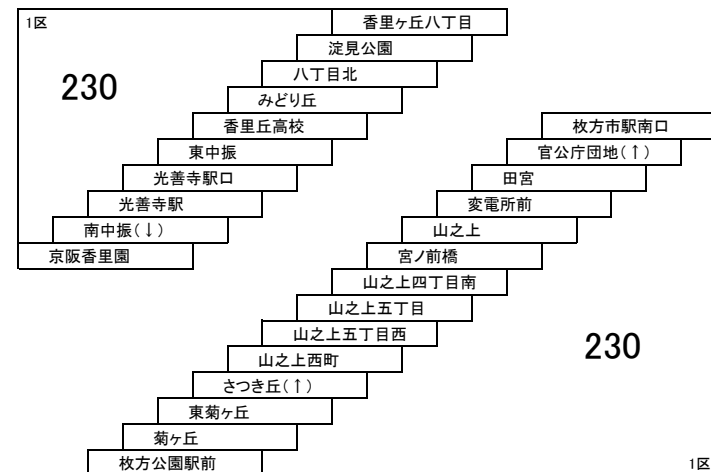 1区
香里ヶ丘八丁目
淀見公園
八丁目北
230
みどり丘
香里丘高校
東中振
光善寺駅口
光善寺駅
南中振(↓)
京阪香里園
枚方市駅南口
官公庁団地(↑)
田宮
変電所前
山之上
宮ノ前橋
山之上四丁目南
山之上五丁目
山之上五丁目西
230
山之上西町
さつき丘(↑)
東菊ヶ丘
菊ヶ丘
枚方公園駅前
1区